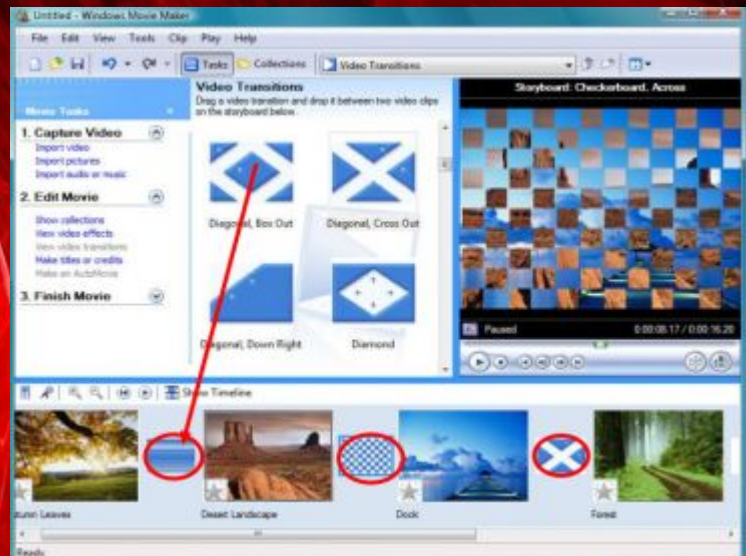 Untitled - Windows Movie Maker
File Edit View Tools Clip Play Help
Tasks Collections Video Transitions
Movie Tasks
1. Capture Video
Import video
Import pictures
Import audio or music
2. Edit Movie
Show collections
View video effects
View video transitions
Make titles or credits
Make an AutoMovie
3. Finish Movie
Video Transitions
Drag a video transition and drop it between two video clips
on the storyboard below.
Diagonal, Box Out Diagonal, Cross Out
Diagonal, Down Right Diamond
Storyboard: Checkerboard, Across
Paused 0:00:08.17 / 0:00:16.20
Show Timeline
Leaves Desert Landscape Dock Forest
Ready